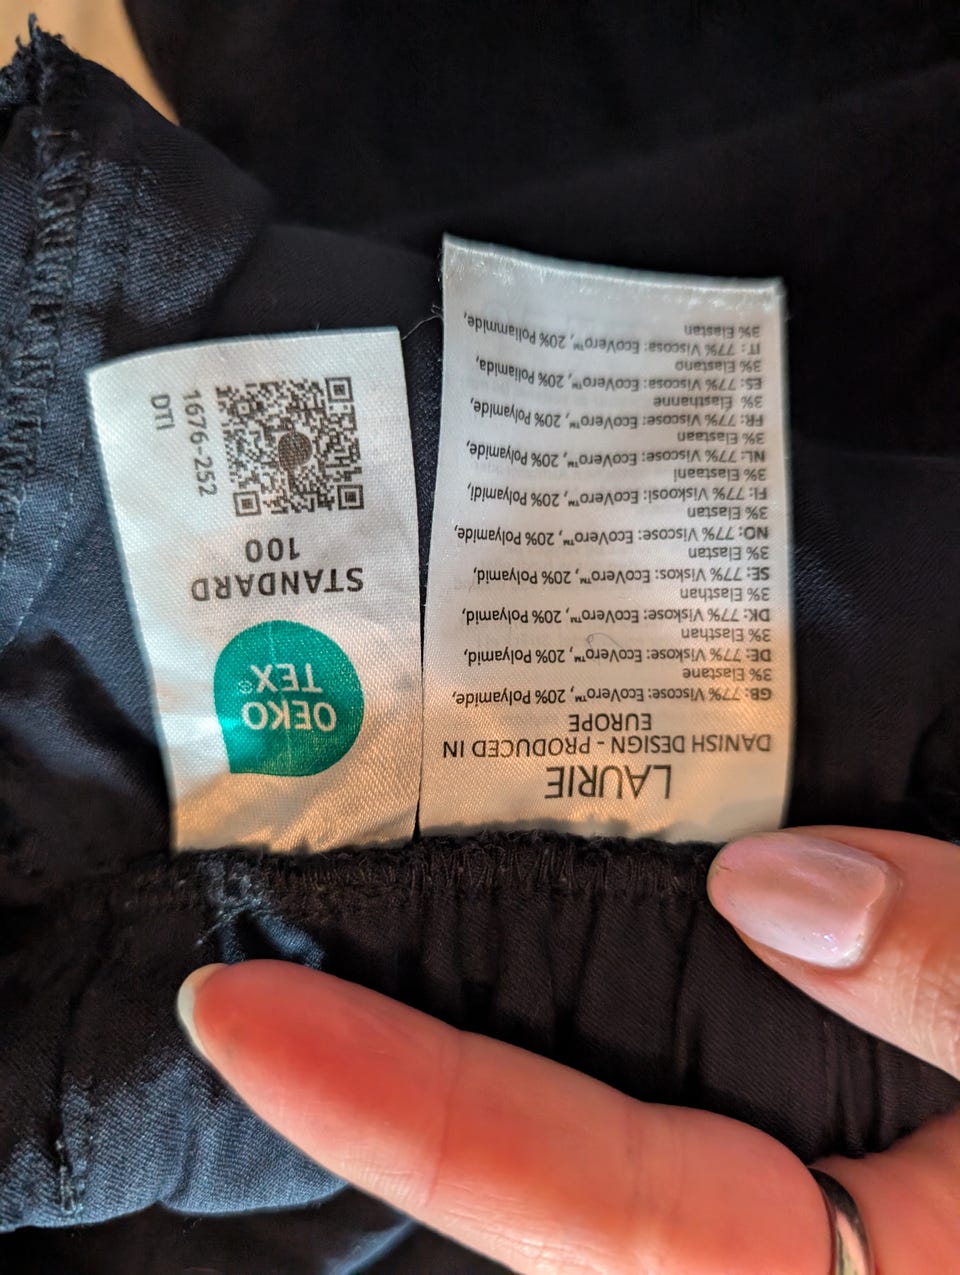 LAURIE
DANISH DESIGN - PRODUCED IN
EUROPE
GB: 77% Viscose: EcoVero™, 20% Polyamide,
3% Elastane
DE: 77% Viskose: EcoVero™, 20% Polyamid,
3% Elasthan
DK: 77% Viskose: EcoVero™, 20% Polyamid,
3% Elasthan
SE: 77% Viskos: EcoVero™, 20% Polyamid,
3% Elastan
NO: 77% Viscose: EcoVero™, 20% Polyamide,
3% Elastan
FI: 77% Viskoosi: EcoVero™, 20% Polyamidi,
3% Elastaani
NL: 77% Viscose: EcoVero™, 20% Polyamide,
3% Elastaan
FR: 77% Viscose: EcoVero™, 20% Polyamide,
3% Elasthanne
ES: 77% Viscosa: EcoVero™, 20% Poliamida,
3% Elastano
IT: 77% Viscosa: EcoVero™, 20% Poliammide,
3% Elastan
OEKO
TEX®
STANDARD
100
1676-252
DTI